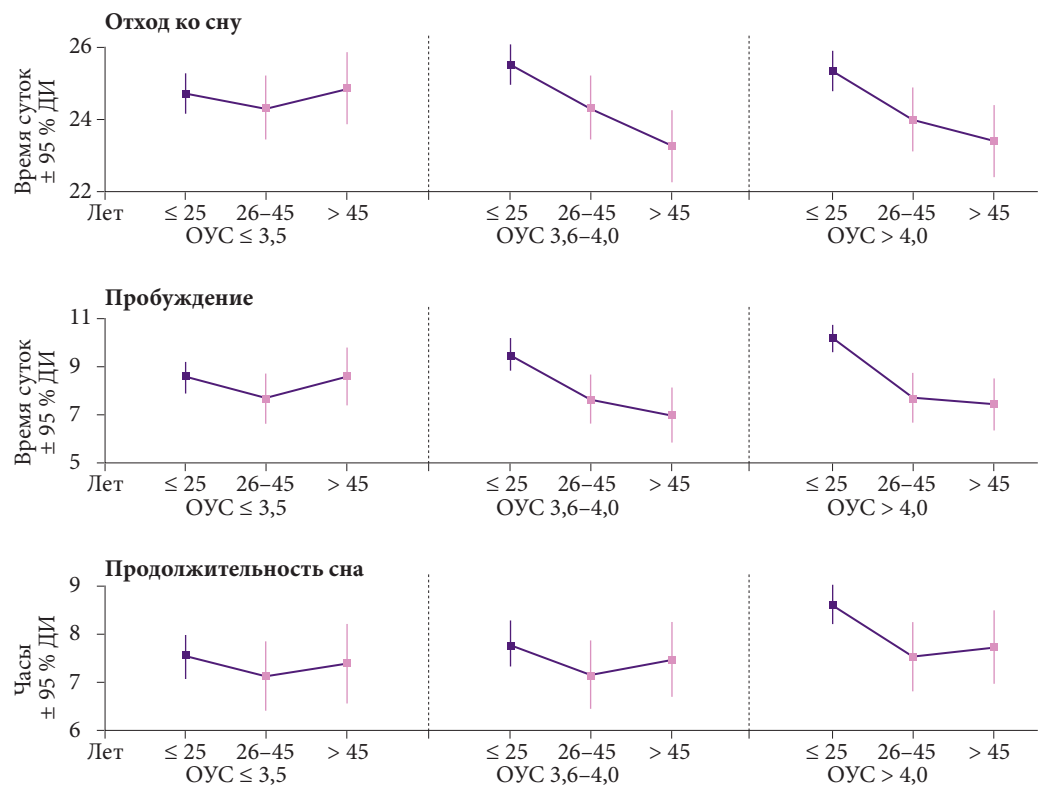 Отход ко сну
Время суток
± 95 % ДИ
26
24
22
Лет ≤ 25 26–45 > 45 ≤ 25 26–45 > 45 ≤ 25 26–45 > 45
ОУС ≤ 3,5 ОУС 3,6–4,0 ОУС > 4,0
Пробуждение
Время суток
± 95 % ДИ
11
9
7
5
Лет ≤ 25 26–45 > 45 ≤ 25 26–45 > 45 ≤ 25 26–45 > 45
ОУС ≤ 3,5 ОУС 3,6–4,0 ОУС > 4,0
Продолжительность сна
Часы
± 95 % ДИ
9
8
7
6
Лет ≤ 25 26–45 > 45 ≤ 25 26–45 > 45 ≤ 25 26–45 > 45
ОУС ≤ 3,5 ОУС 3,6–4,0 ОУС > 4,0